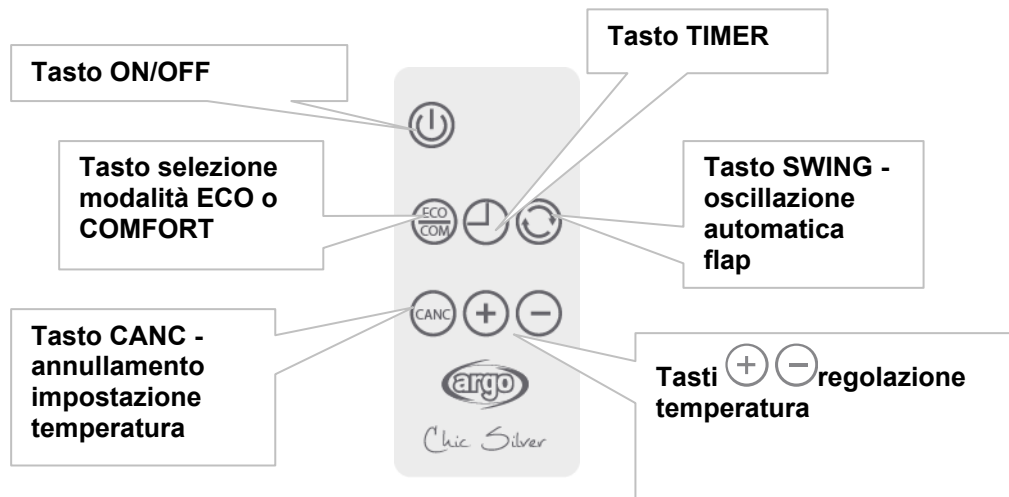 Tasto TIMER
Tasto ON/OFF
Tasto selezione
modalità ECO o
COMFORT
Tasto SWING -
oscillazione
automatica
flap
ECO
COM
CANC
Tasto CANC -
annullamento
impostazione
temperatura
Tasti + - regolazione
temperatura
argo
Chic Silver